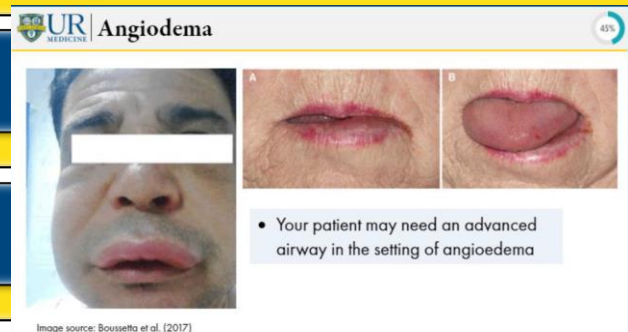 UR MEDICINE Angiodema
45%
A
B
• Your patient may need an advanced
airway in the setting of angioedema
Image source: Boussetta et al. (2017)